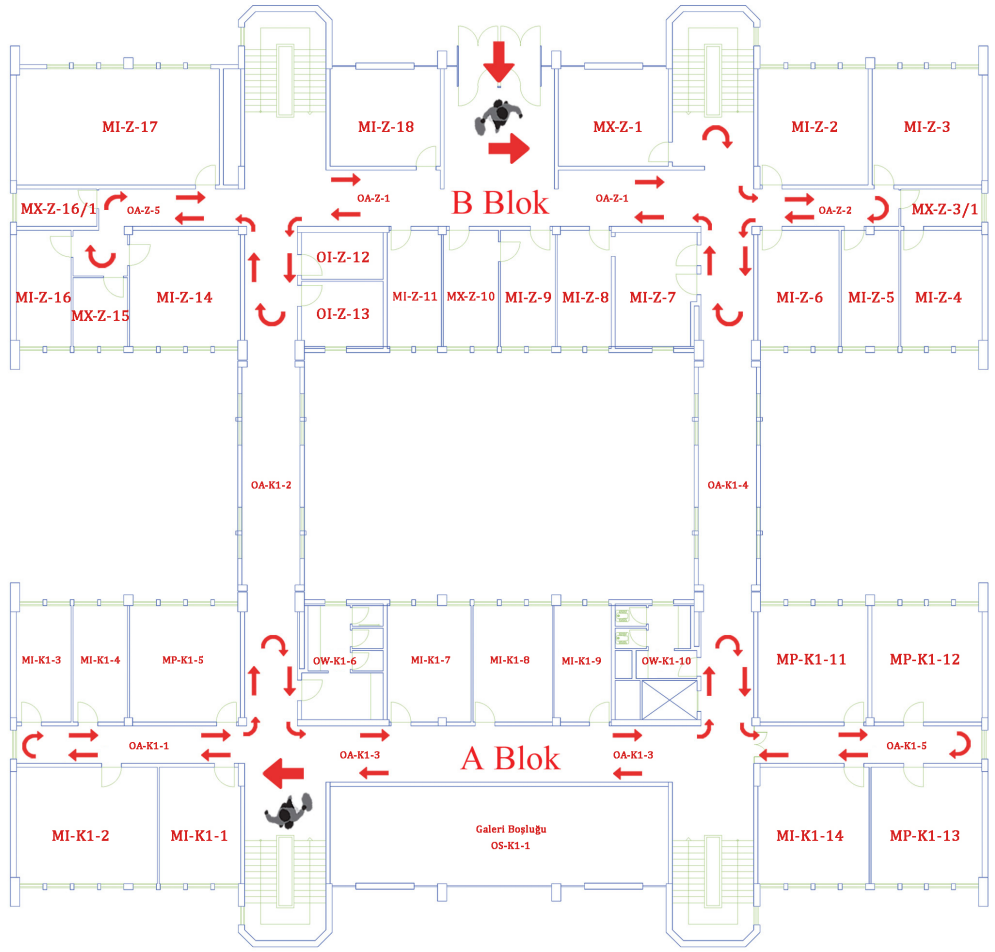 MI-Z-17
MI-Z-18
MX-Z-1
MI-Z-2
MI-Z-3
MX-Z-16/1
OA-Z-5
OA-Z-1
B Blok
OA-Z-1
OA-Z-2
MX-Z-3/1
MI-Z-16
MX-Z-15
MI-Z-14
OI-Z-12
OI-Z-13
MI-Z-11
MX-Z-10
MI-Z-9
MI-Z-8
MI-Z-7
MI-Z-6
MI-Z-5
MI-Z-4
OA-K1-2
OA-K1-4
MI-K1-3
MI-K1-4
MP-K1-5
OW-K1-6
MI-K1-7
MI-K1-8
MI-K1-9
OW-K1-10
MP-K1-11
MP-K1-12
OA-K1-1
OA-K1-3
A Blok
OA-K1-3
OA-K1-5
MI-K1-2
MI-K1-1
Galeri Boşluğu
OS-K1-1
MI-K1-14
MP-K1-13